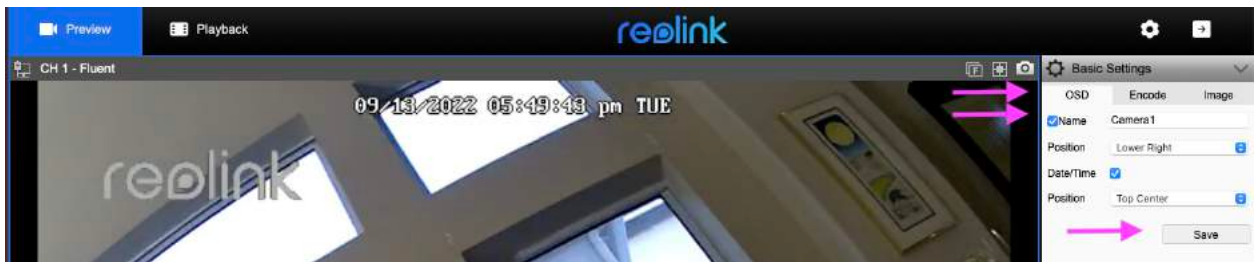 Preview
Playback
reolink
CH 1 - Fluent
Basic Settings
09/13/2022 05:49:43 pm TUE
OSD Encode Image
Name Camera1
reolink
Position Lower Right
Date/Time
Position Top Center
Save